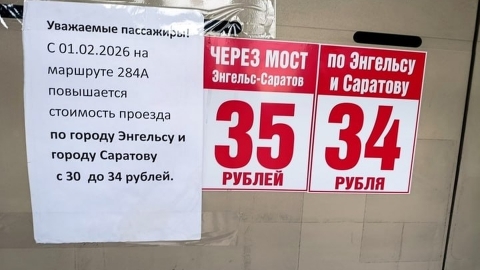 Уважаемые пассажиры!
С 01.02.2026 на
маршруте 284А
повышается
стоимость проезда
по городу Энгельсу и
городу Саратову
с 30 до 34 рублей.
ЧЕРЕЗ МОСТ
Энгельс-Саратов
35
РУБЛЕЙ
по Энгельсу
и Саратову
34
РУБЛЯ